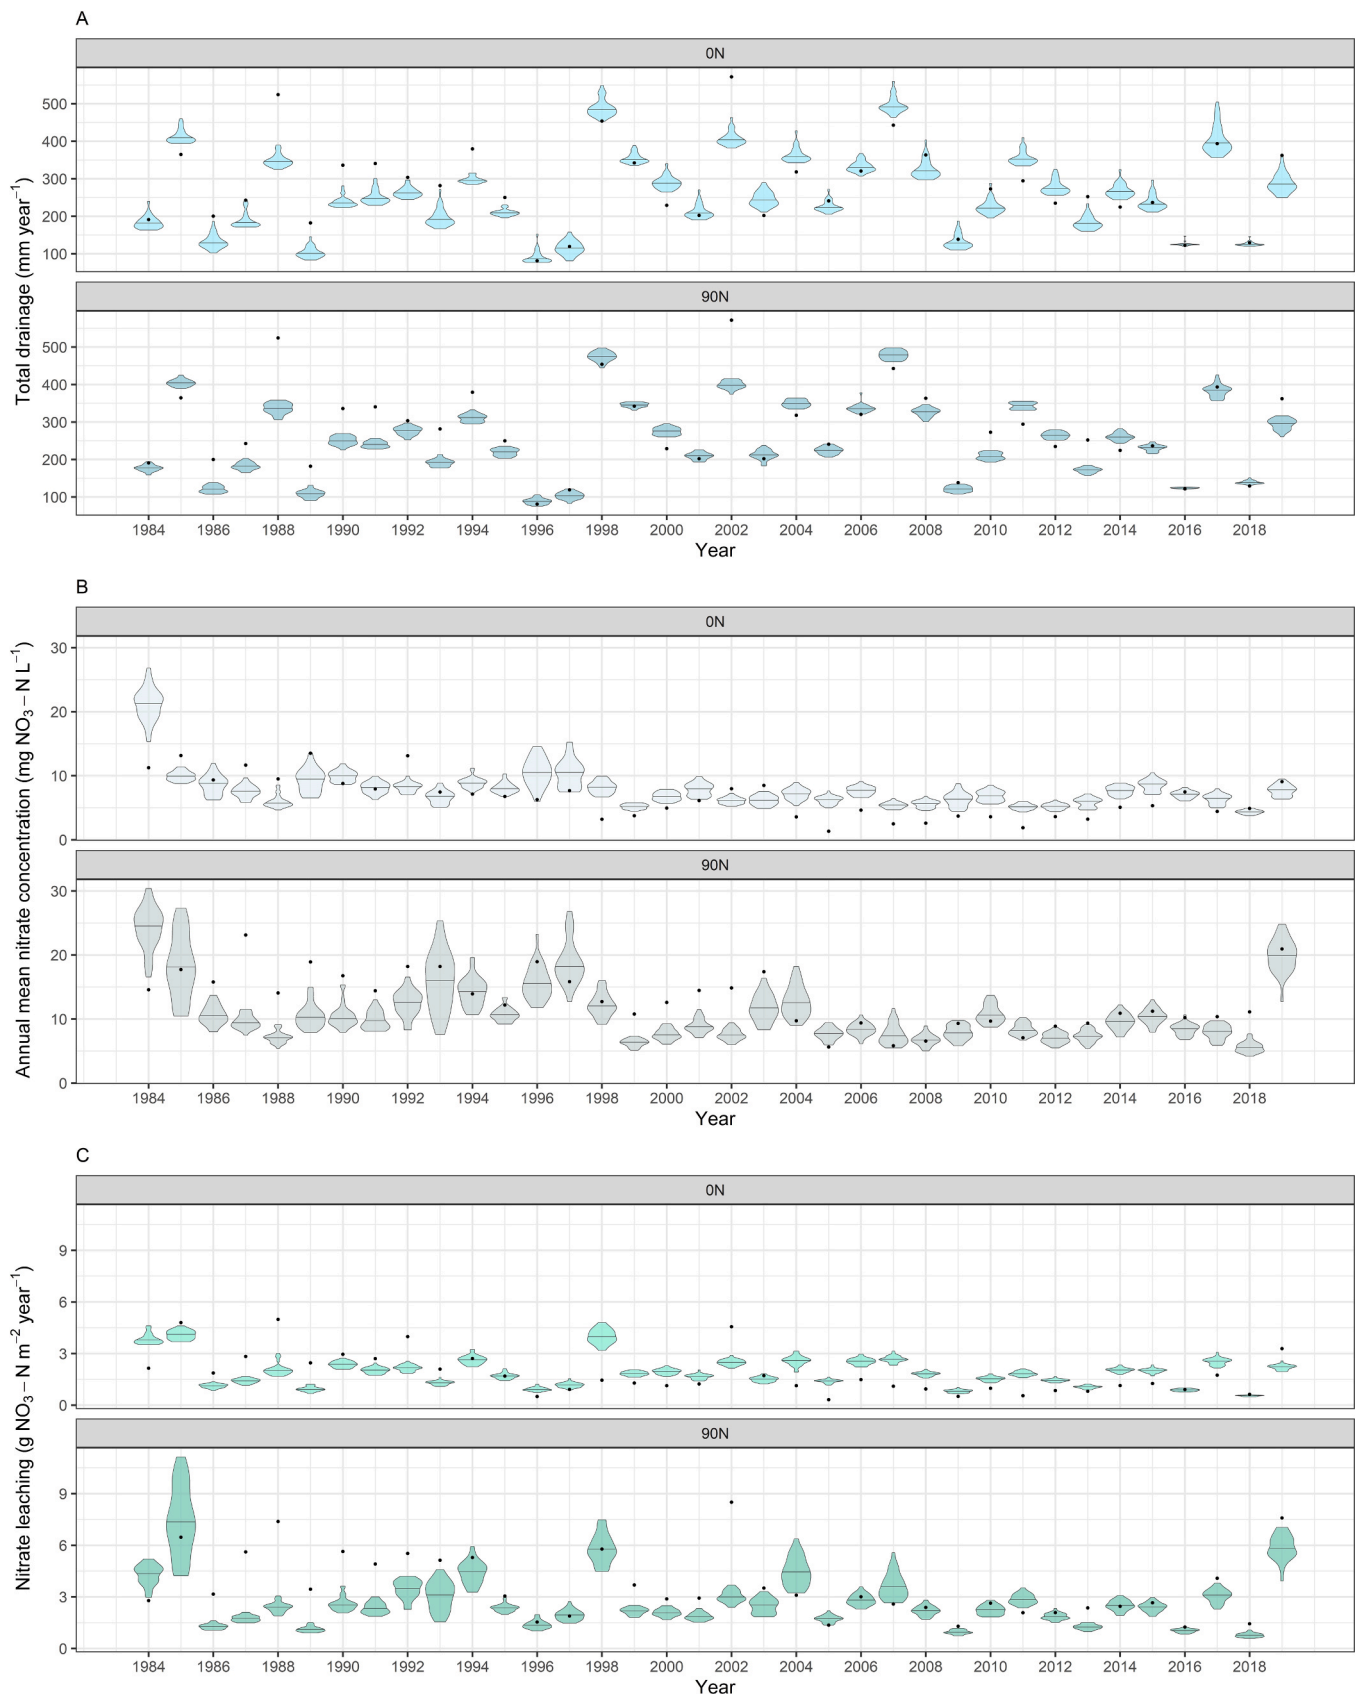 A
0N
500
400
300
200
100
90N
500
400
300
200
100
Total drainage (mm year⁻¹)
1984 1986 1988 1990 1992 1994 1996 1998 2000 2002 2004 2006 2008 2010 2012 2014 2016 2018
Year
B
0N
30
20
10
0
90N
30
20
10
0
Annual mean nitrate concentration (mg NO₃ – N L⁻¹)
1984 1986 1988 1990 1992 1994 1996 1998 2000 2002 2004 2006 2008 2010 2012 2014 2016 2018
Year
C
0N
9
6
3
0
90N
9
6
3
0
Nitrate leaching (g NO₃ – N m⁻² year⁻¹)
1984 1986 1988 1990 1992 1994 1996 1998 2000 2002 2004 2006 2008 2010 2012 2014 2016 2018
Year